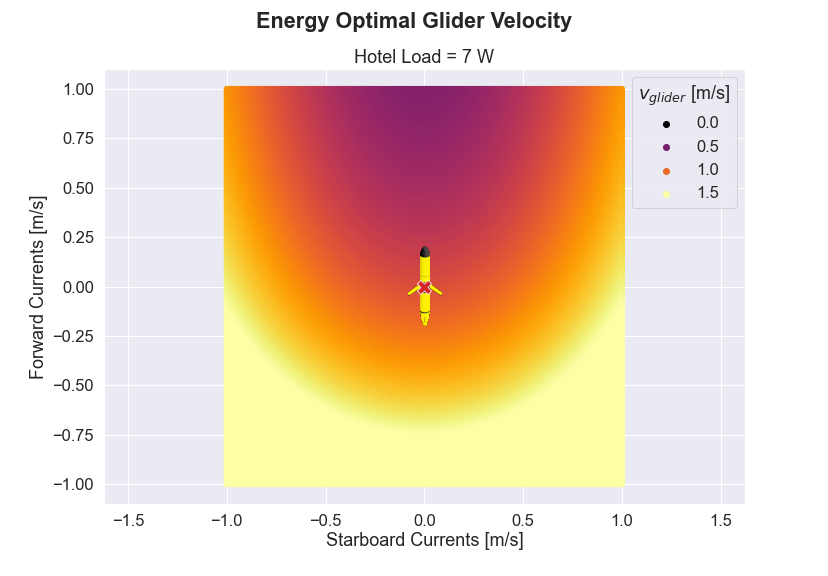 Energy Optimal Glider Velocity
Hotel Load = 7 W
v_glider [m/s]
0.0
0.5
1.0
1.5
1.00
0.75
0.50
0.25
0.00
−0.25
−0.50
−0.75
−1.00
Forward Currents [m/s]
−1.5 −1.0 −0.5 0.0 0.5 1.0 1.5
Starboard Currents [m/s]